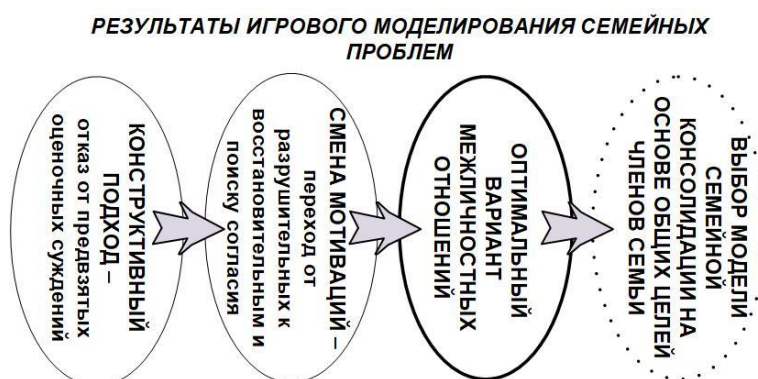 РЕЗУЛЬТАТЫ ИГРОВОГО МОДЕЛИРОВАНИЯ СЕМЕЙНЫХ
ПРОБЛЕМ
КОНСТРУКТИВНЫЙ
ПОДХОД –
отказ от предвзятых
оценочных суждений
СМЕНА МОТИВАЦИЙ –
переход от
разрушительных к
восстановительным и
поиску согласия
ОПТИМАЛЬНЫЙ
ВАРИАНТ
МЕЖЛИЧНОСТНЫХ
ОТНОШЕНИЙ
ВЫБОР МОДЕЛИ
СЕМЕЙНОЙ
КОНСОЛИДАЦИИ НА
ОСНОВЕ ОБЩИХ ЦЕЛЕЙ
ЧЛЕНОВ СЕМЬИ